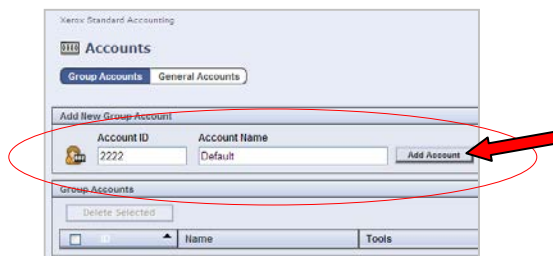 Xerox Standard Accounting
Accounts
Group Accounts General Accounts
Add New Group Account
Account ID Account Name
2222 Default Add Account
Group Accounts
Delete Selected
ID Name Tools